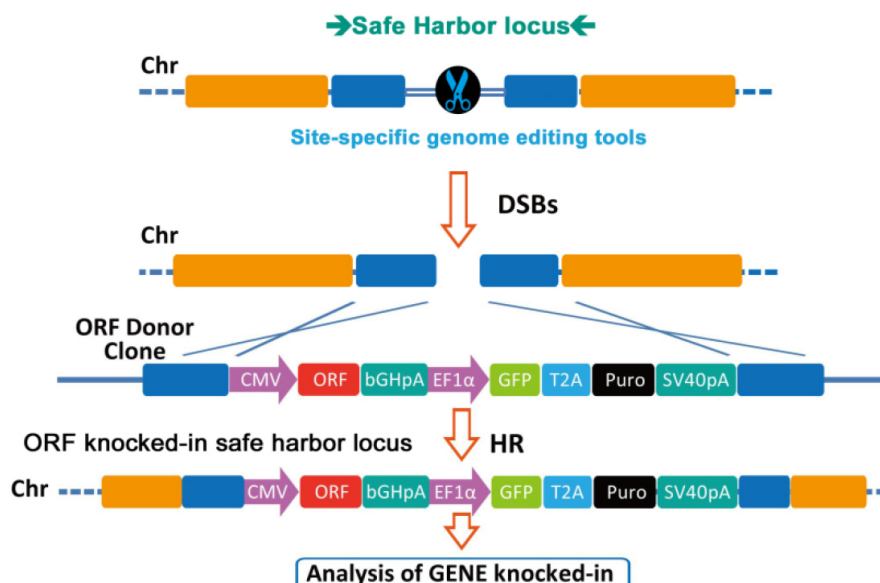 →Safe Harbor locus←
Chr
Site-specific genome editing tools
DSBs
Chr
ORF Donor
Clone
CMV ORF bGHpA EF1α GFP T2A Puro SV40pA
ORF knocked-in safe harbor locus HR
Chr CMV ORF bGHpA EF1α GFP T2A Puro SV40pA
Analysis of GENE knocked-in